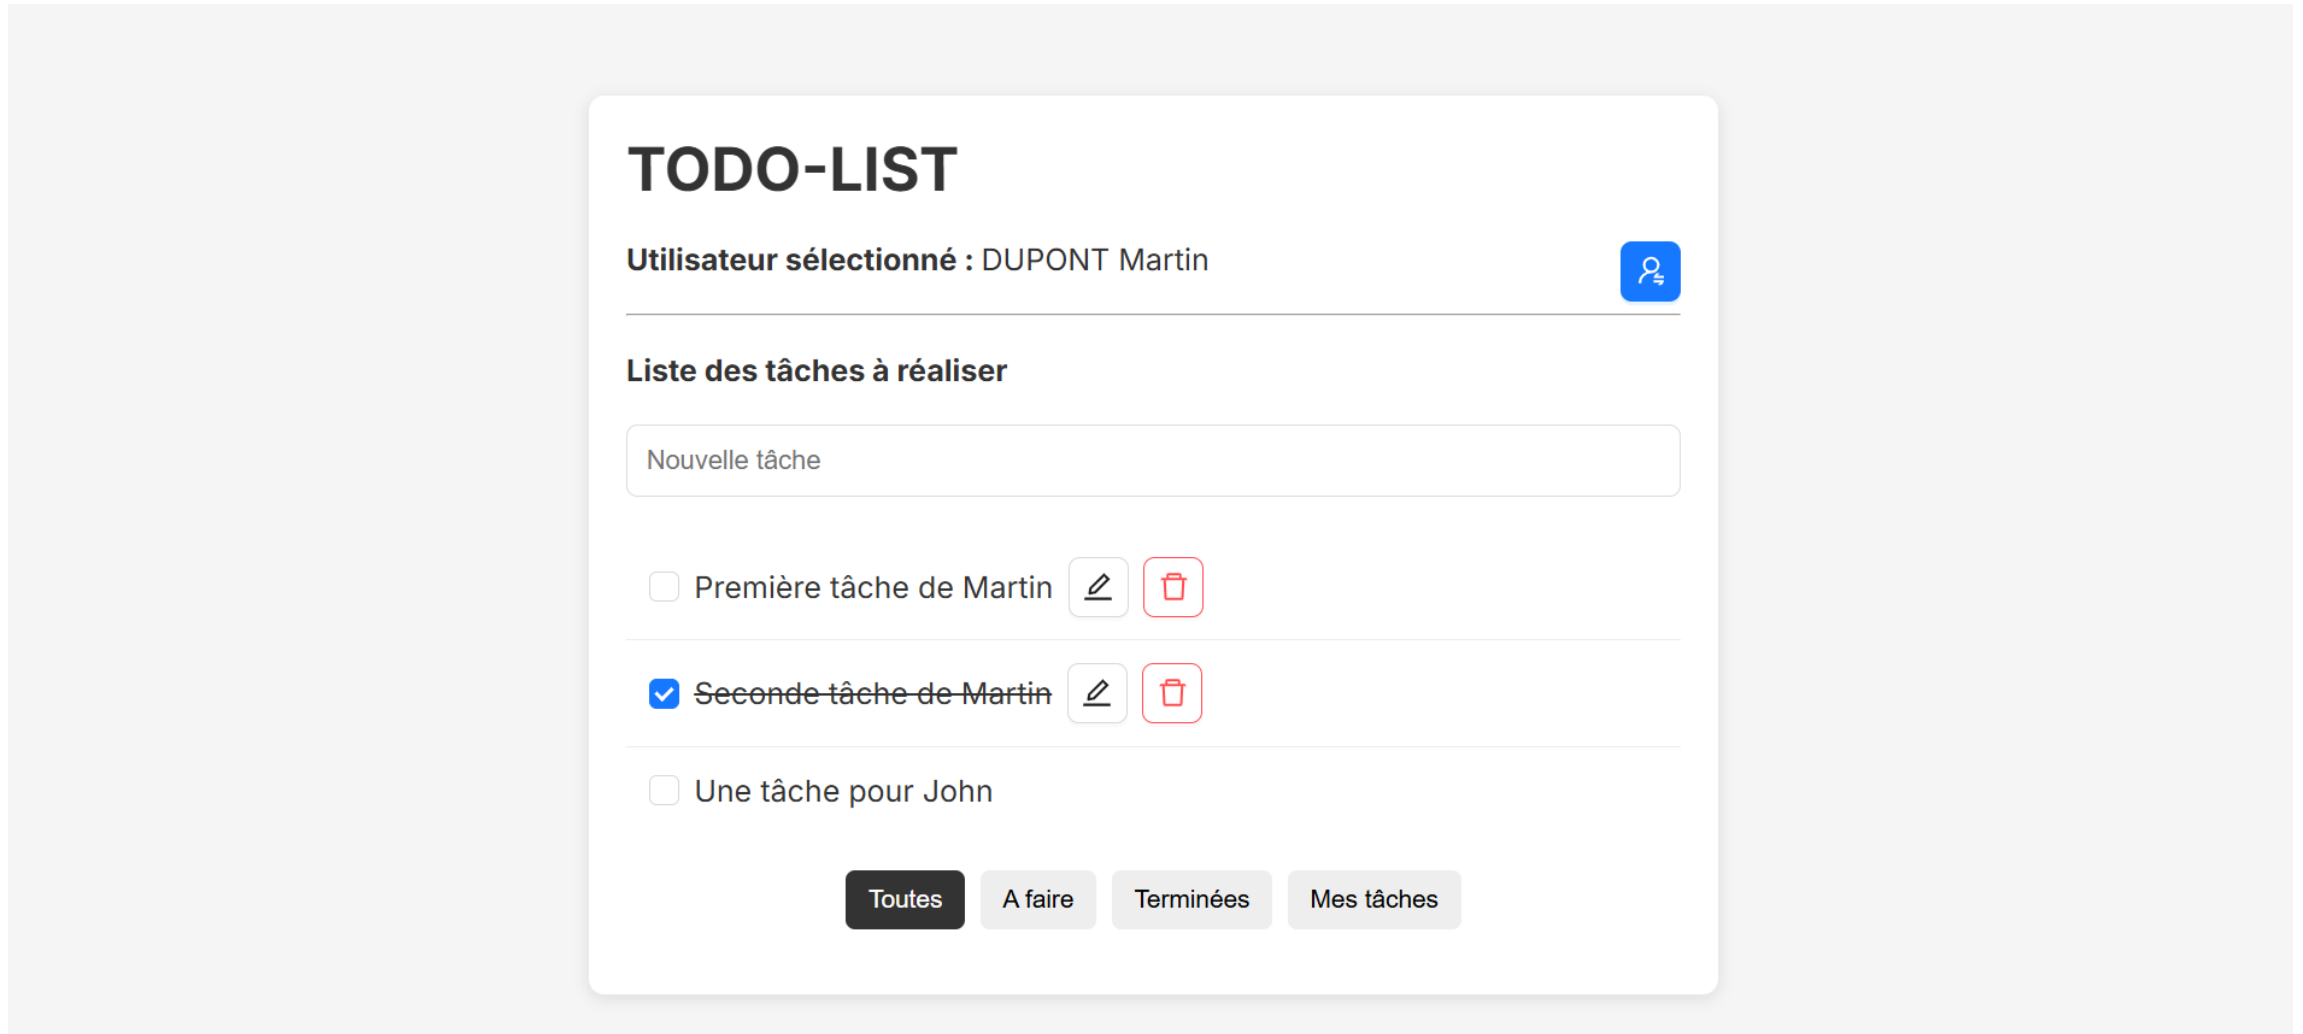 TODO-LIST
Utilisateur sélectionné : DUPONT Martin
Liste des tâches à réaliser
Nouvelle tâche
Première tâche de Martin
Seconde tâche de Martin
Une tâche pour John
Toutes A faire Terminées Mes tâches